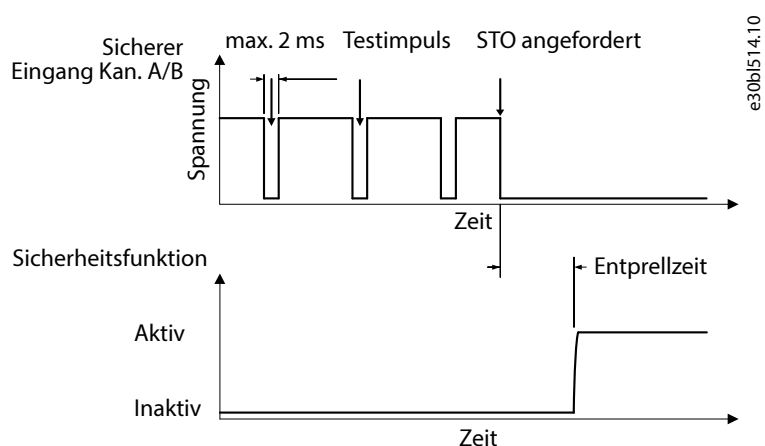 Sicherer
Eingang Kan. A/B
max. 2 ms
Testimpuls
STO angefordert
e30bl514.10
Spannung
Zeit
Sicherheitsfunktion
Entprellzeit
Aktiv
Inaktiv
Zeit